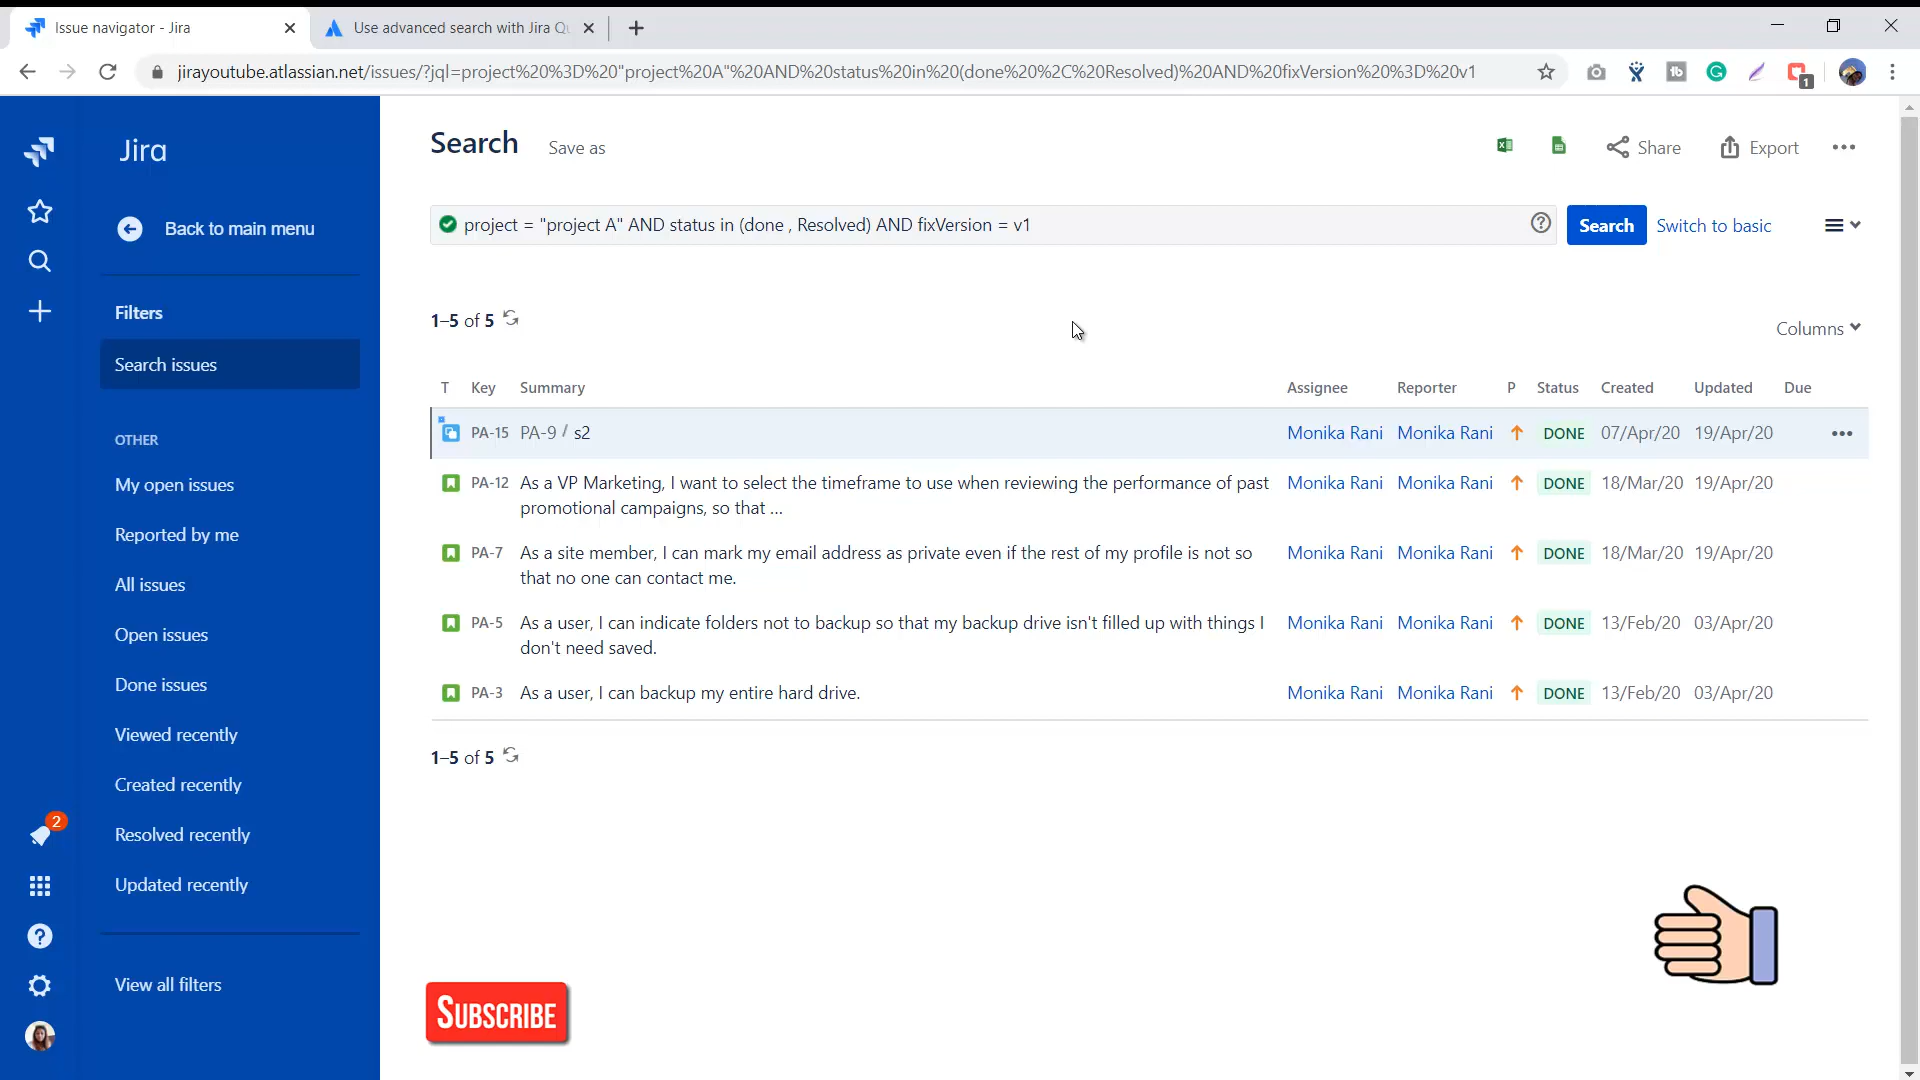 Issue navigator - Jira
Use advanced search with Jira Qu
jirayoutube.atlassian.net/issues/?jql=project%20%3D%20"project%20A"%20AND%20status%20in%20(done%20%2C%20Resolved)%20AND%20fixVersion%20%3D%20v1
1
Jira
Back to main menu
Filters
Search issues
OTHER
My open issues
Reported by me
All issues
Open issues
Done issues
Viewed recently
Created recently
Resolved recently
Updated recently
View all filters
2
Search Save as
Share Export
project = "project A" AND status in (done , Resolved) AND fixVersion = v1
Search Switch to basic
1–5 of 5
Columns
T Key Summary Assignee Reporter P Status Created Updated Due
PA-15 PA-9 / s2 Monika Rani Monika Rani DONE 07/Apr/20 19/Apr/20
PA-12 As a VP Marketing, I want to select the timeframe to use when reviewing the performance of past Monika Rani Monika Rani DONE 18/Mar/20 19/Apr/20
promotional campaigns, so that ...
PA-7 As a site member, I can mark my email address as private even if the rest of my profile is not so Monika Rani Monika Rani DONE 18/Mar/20 19/Apr/20
that no one can contact me.
PA-5 As a user, I can indicate folders not to backup so that my backup drive isn't filled up with things I Monika Rani Monika Rani DONE 13/Feb/20 03/Apr/20
don't need saved.
PA-3 As a user, I can backup my entire hard drive. Monika Rani Monika Rani DONE 13/Feb/20 03/Apr/20
1–5 of 5
SUBSCRIBE